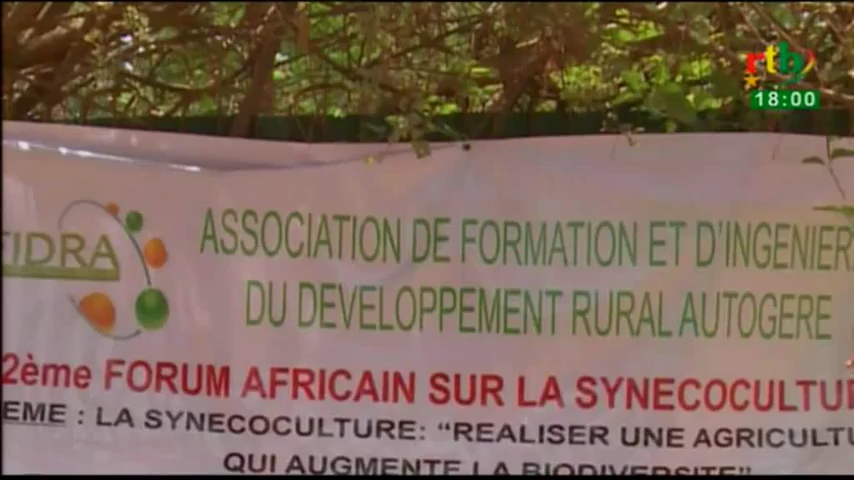 rtb
18:00
FIDRA
ASSOCIATION DE FORMATION ET D'INGENIER
DU DEVELOPPEMENT RURAL AUTOGERE
2ème FORUM AFRICAIN SUR LA SYNECOCULTU
EME : LA SYNECOCULTURE: “REALISER UNE AGRICULTU
QUI AUGMENTE LA BIODIVERSITE”